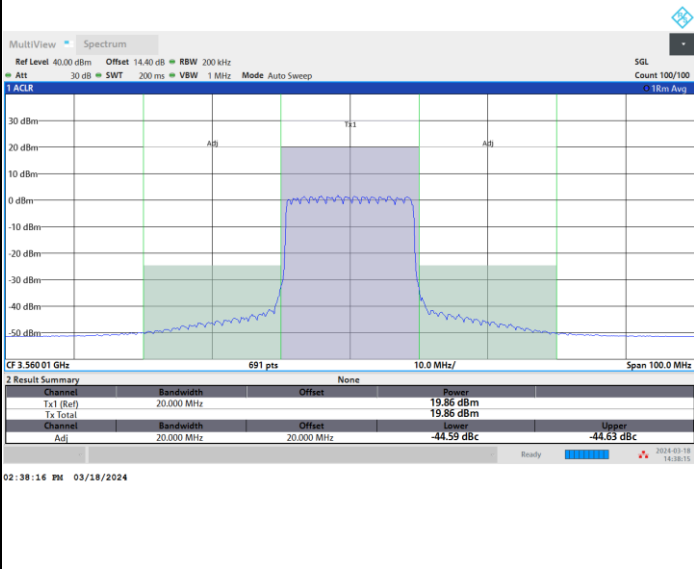 MultiView Spectrum
Ref Level 40.00 dBm Offset 14.40 dB RBW 200 kHz SGL
Att 30 dB SWT 200 ms VBW 1 MHz Mode Auto Sweep Count 100/100
1 ACLR 1Rm Avg
Tx1
Adj Adj
30 dBm
20 dBm
10 dBm
0 dBm
-10 dBm
-20 dBm
-30 dBm
-40 dBm
-50 dBm
CF 3.56001 GHz 691 pts 10.0 MHz/ Span 100.0 MHz
2 Result Summary None
Channel Bandwidth Offset Power
Tx1 (Ref) 20.000 MHz 19.86 dBm
Tx Total 19.86 dBm
Channel Bandwidth Offset Lower Upper
Adj 20.000 MHz 20.000 MHz -44.59 dBc -44.63 dBc
Ready 2024-03-18
14:38:15
02:38:16 PM 03/18/2024